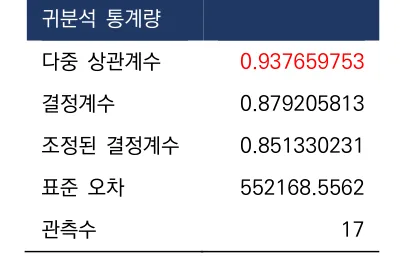 귀분석 통계량
다중 상관계수 0.937659753
결정계수 0.879205813
조정된 결정계수 0.851330231
표준 오차 552168.5562
관측수 17